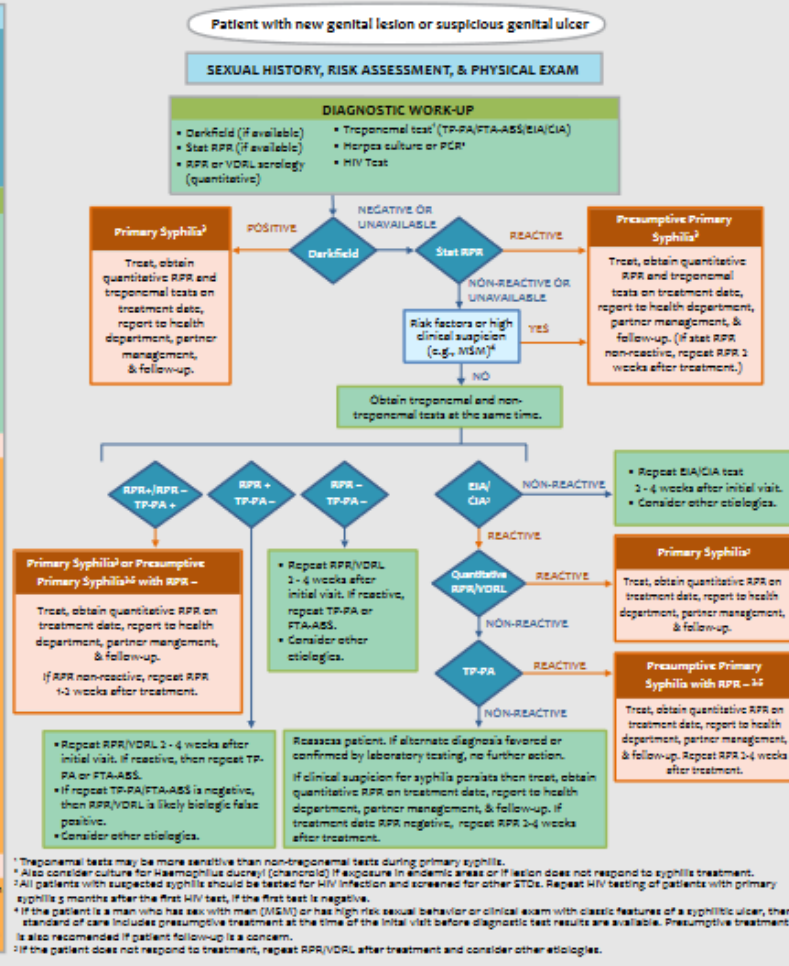 Patient with new genital lesion or suspicious genital ulcer
SEXUAL HISTORY, RISK ASSESSMENT, & PHYSICAL EXAM
DIAGNOSTIC WORK-UP
▪ Darkfield (if available)
▪ Stat RPR (if available)
▪ RPR or VDRL serology
(quantitative)
▪ Treponemal test¹ (TP-PA/FTA-ABS/EIA/CIA)
▪ Herpes culture or PCR²
▪ HIV Test
Primary Syphilis³
Treat, obtain
quantitative RPR and
treponemal tests on
treatment date,
report to health
department, partner
management,
& follow-up.
POSITIVE
Darkfield
NEGATIVE OR
UNAVAILABLE
Stat RPR
REACTIVE
Presumptive Primary
Syphilis³
Treat, obtain quantitative
RPR and treponemal
tests on treatment date,
report to health department,
partner management, &
follow-up. (If stat RPR
non-reactive, repeat RPR 2
weeks after treatment.)
NON-REACTIVE OR
UNAVAILABLE
Risk factors or high
clinical suspicion
(e.g., MSM)⁴
YES
NO
Obtain treponemal and non-
treponemal tests at the same time.
RPR+/RPR –
TP-PA +
RPR +
TP-PA –
RPR –
TP-PA –
EIA/
CIA³
NON-REACTIVE
▪ Repeat EIA/CIA test
2 - 4 weeks after initial visit.
▪ Consider other etiologies.
REACTIVE
Primary Syphilis³ or Presumptive
Primary Syphilis³·⁵ with RPR –
Treat, obtain quantitative RPR on
treatment date, report to health
department, partner mangement,
& follow-up.
If RPR non-reactive, repeat RPR
1-2 weeks after treatment.
▪ Repeat RPR/VDRL
2 - 4 weeks after
initial visit. If reactive,
repeat TP-PA or
FTA-ABS.
▪ Consider other
etiologies.
Quantitative
RPR/VDRL
REACTIVE
Primary Syphilis³
Treat, obtain quantitative RPR on
treatment date, report to health
department, partner management,
& follow-up.
NON-REACTIVE
TP-PA
REACTIVE
Presumptive Primary
Syphilis with RPR – ³·⁵
Treat, obtain quantitative RPR on
treatment date, report to health
department, partner management,
& follow-up. Repeat RPR 2-4 weeks
after treatment.
NON-REACTIVE
▪ Repeat RPR/VDRL 2 - 4 weeks after
initial visit. If reactive, then repeat TP-
PA or FTA-ABS.
▪ If repeat TP-PA/FTA-ABS is negative,
then RPR/VDRL is likely biologic false
positive.
▪ Consider other etiologies.
Reassess patient. If alternate diagnosis favored or
confirmed by laboratory testing, no further action.
If clinical suspicion for syphilis persists then treat, obtain
quantitative RPR on treatment date, report to health
department, partner management, & follow-up. If
treatment date RPR negative, repeat RPR 2-4 weeks
after treatment.
¹ Treponemal tests may be more sensitive than non-treponemal tests during primary syphilis.
² Also consider culture for Haemophilus ducreyi (chancroid) if exposure in endemic areas or if lesion does not respond to syphilis treatment.
³ All patients with suspected syphilis should be tested for HIV infection and screened for other STDs. Repeat HIV testing of patients with primary
syphilis 3 months after the first HIV test, if the first test is negative.
⁴ If the patient is a man who has sex with men (MSM) or has high risk sexual behavior or clinical exam with classic features of a syphilitic ulcer, then
standard of care includes presumptive treatment at the time of the inital visit before diagnostic test results are available. Presumptive treatment
is also recomended if patient follow-up is a concern.
⁵ If the patient does not respond to treatment, repeat RPR/VDRL after treatment and consider other etiologies.